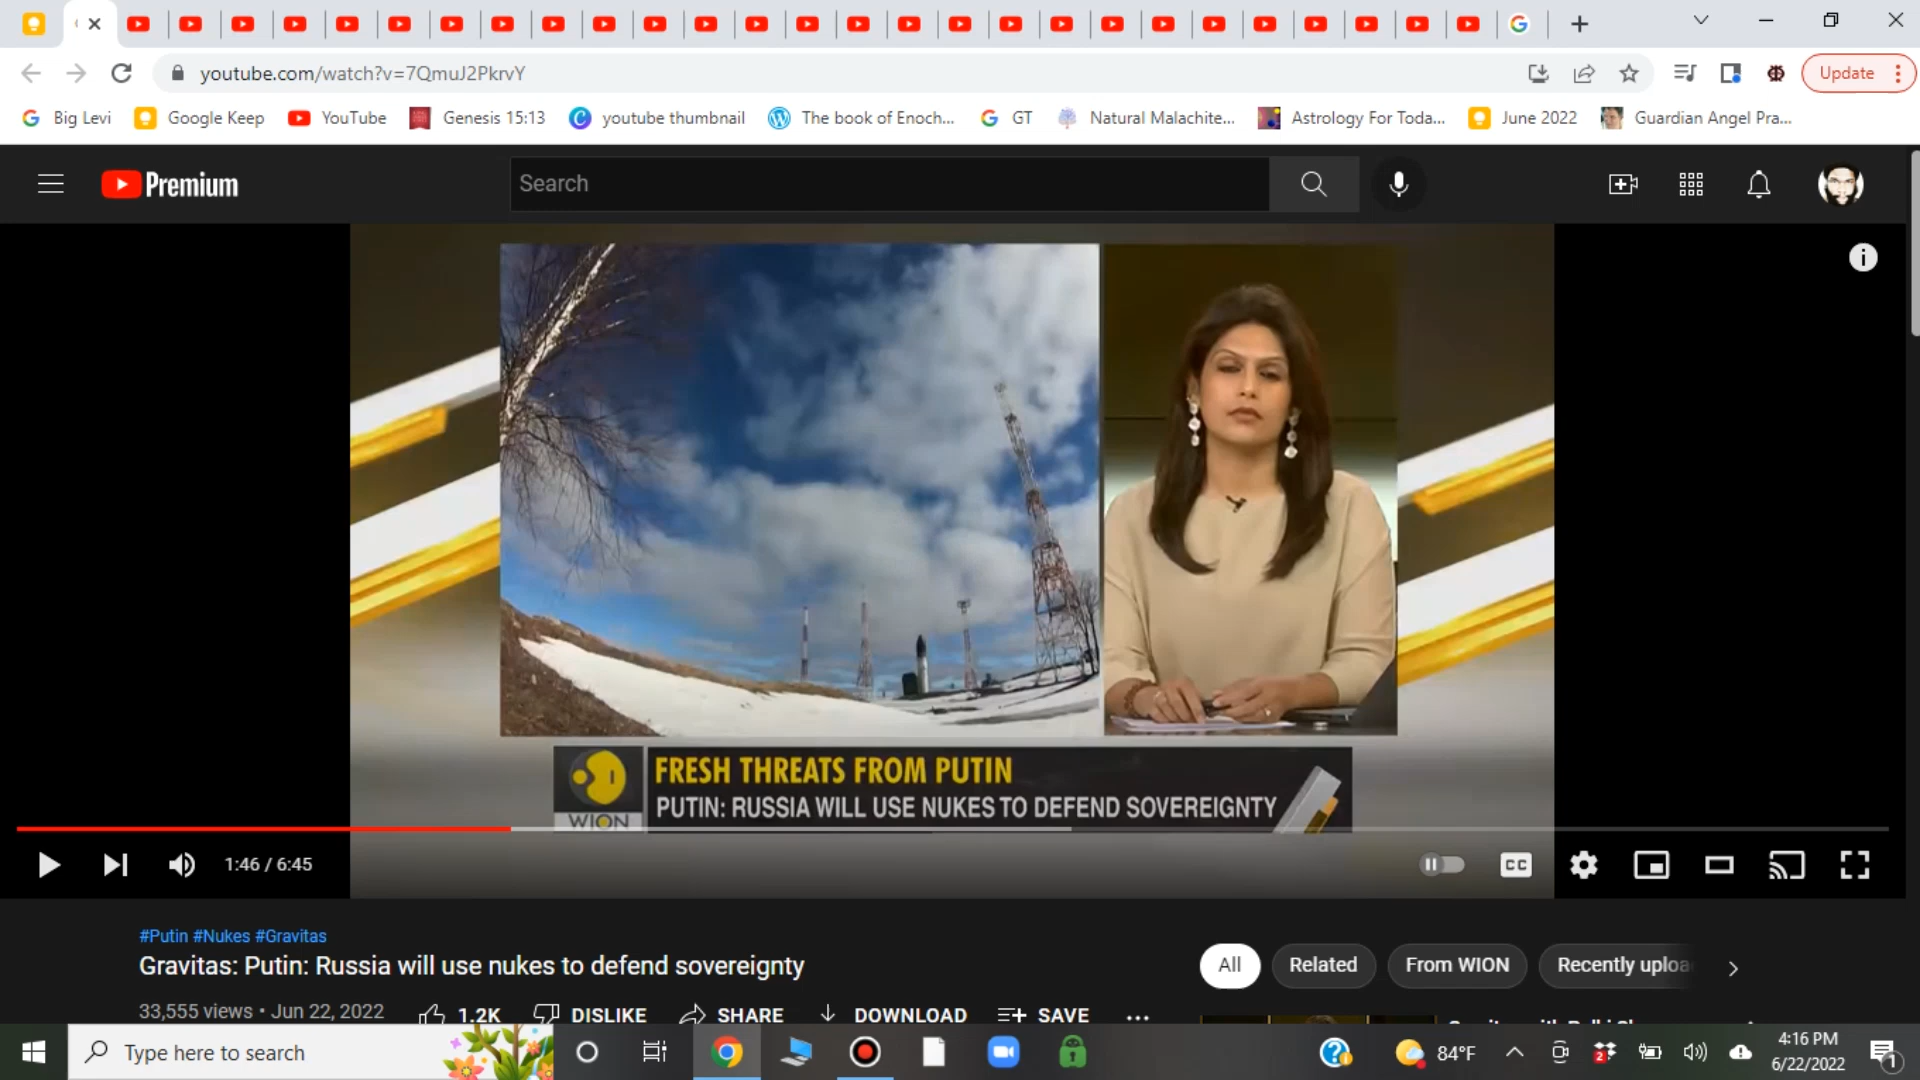 youtube.com/watch?v=7QmuJ2PkrvY
Update
Big Levi
Google Keep
YouTube
Genesis 15:13
youtube thumbnail
The book of Enoch...
GT
Natural Malachite...
Astrology For Toda...
June 2022
Guardian Angel Pra...
Premium
Search
FRESH THREATS FROM PUTIN
PUTIN: RUSSIA WILL USE NUKES TO DEFEND SOVEREIGNTY
WION
1:46 / 6:45
CC
#Putin #Nukes #Gravitas
Gravitas: Putin: Russia will use nukes to defend sovereignty
All
Related
From WION
Recently uploa
33,555 views • Jun 22, 2022
1.2K
DISLIKE
SHARE
DOWNLOAD
SAVE
Type here to search
84°F
2
4:16 PM
6/22/2022
1